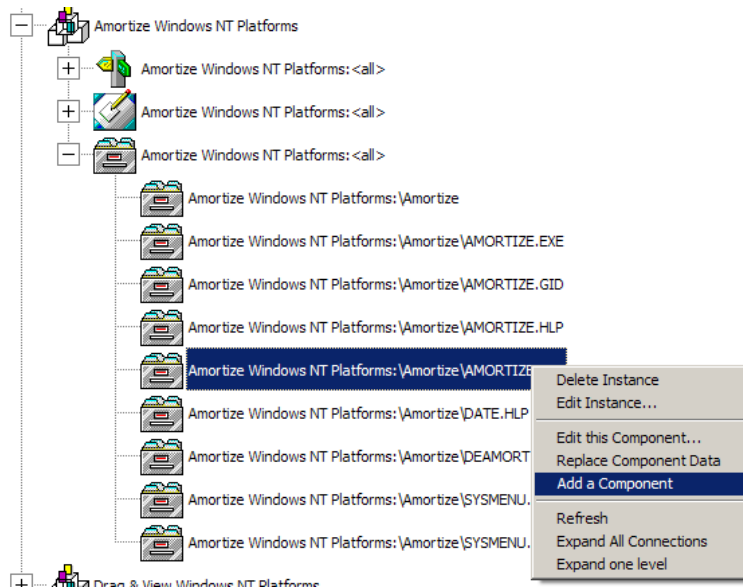 Amortize Windows NT Platforms
Amortize Windows NT Platforms:<all>
Amortize Windows NT Platforms:<all>
Amortize Windows NT Platforms:<all>
Amortize Windows NT Platforms:\Amortize
Amortize Windows NT Platforms:\Amortize\AMORTIZE.EXE
Amortize Windows NT Platforms:\Amortize\AMORTIZE.GID
Amortize Windows NT Platforms:\Amortize\AMORTIZE.HLP
Amortize Windows NT Platforms:\Amortize\AMORTIZE
Amortize Windows NT Platforms:\Amortize\DATE.HLP
Amortize Windows NT Platforms:\Amortize\DEAMORT
Amortize Windows NT Platforms:\Amortize\SYSMENU.
Amortize Windows NT Platforms:\Amortize\SYSMENU.
Delete Instance
Edit Instance...
Edit this Component...
Replace Component Data
Add a Component
Refresh
Expand All Connections
Expand one level
Drag & View Windows NT Platforms